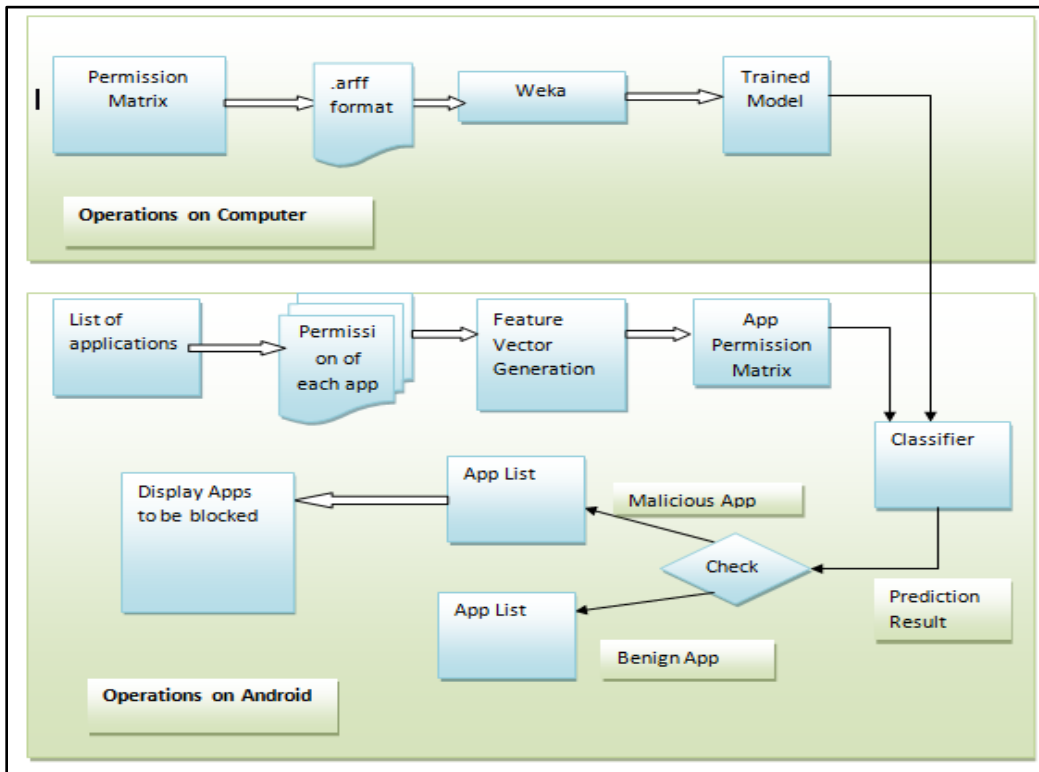 Permission
Matrix
.arff
format
Weka
Trained
Model
Operations on Computer
List of
applications
Permissi
on of
each app
Feature
Vector
Generation
App
Permission
Matrix
Classifier
App List
Display Apps
to be blocked
Malicious App
Check
App List
Prediction
Result
Benign App
Operations on Android